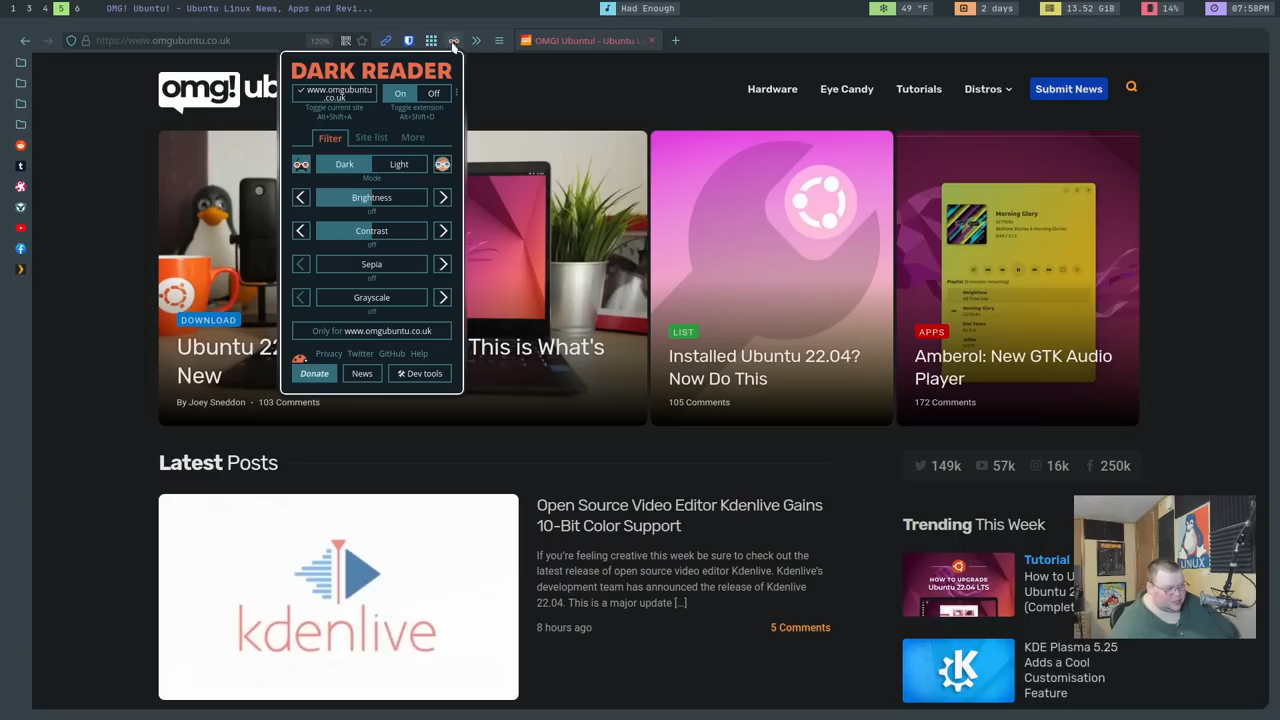 1 3 4 5 6 OMG! Ubuntu! - Ubuntu Linux News, Apps and Revi... Had Enough 49 °F 2 days 13.52 GiB 14% 07:58PM
https://www.omgubuntu.co.uk 120% OMG! Ubuntu! - Ubuntu L
omg! ub
Hardware Eye Candy Tutorials Distros Submit News
DARK READER
www.omgubuntu
.co.uk
On Off
Toggle current site
Alt+Shift+A
Toggle extension
Alt+Shift+D
Filter Site list More
Dark Light
Mode
Brightness
off
Contrast
off
Sepia
off
Grayscale
off
Only for www.omgubuntu.co.uk
Privacy Twitter GitHub Help
Donate News Dev tools
DOWNLOAD
Ubuntu 22 This is What's
New
By Joey Sneddon · 103 Comments
LIST
Installed Ubuntu 22.04?
Now Do This
105 Comments
Morning Glory
APPS
Amberol: New GTK Audio
Player
172 Comments
Latest Posts
149k 57k 16k 250k
kdenlive
Open Source Video Editor Kdenlive Gains
10-Bit Color Support
If you're feeling creative this week be sure to check out the
latest release of open source video editor Kdenlive. Kdenlive's
development team has announced the release of Kdenlive
22.04. This is a major update [...]
8 hours ago 5 Comments
Trending This Week
HOW TO UPGRADE
Ubuntu 22.04 LTS
Tutorial
How to U
Ubuntu 2
(Complet
LINUX
KDE Plasma 5.25
Adds a Cool
Customisation
Feature